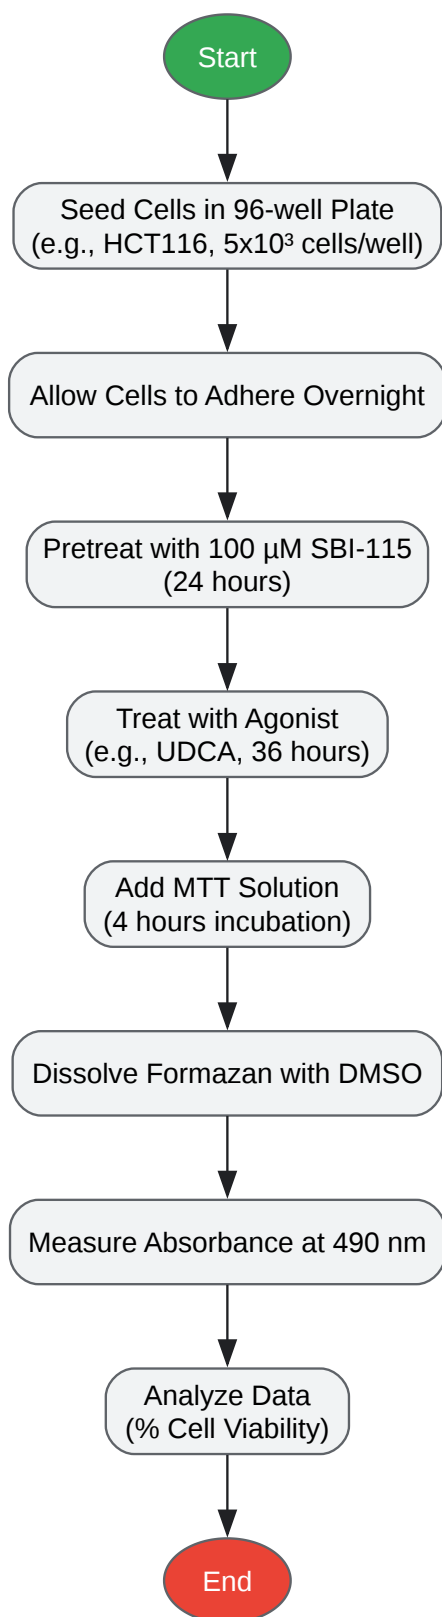 Start
Seed Cells in 96-well Plate
(e.g., HCT116, 5x10³ cells/well)
Allow Cells to Adhere Overnight
Pretreat with 100 µM SBI-115
(24 hours)
Treat with Agonist
(e.g., UDCA, 36 hours)
Add MTT Solution
(4 hours incubation)
Dissolve Formazan with DMSO
Measure Absorbance at 490 nm
Analyze Data
(% Cell Viability)
End